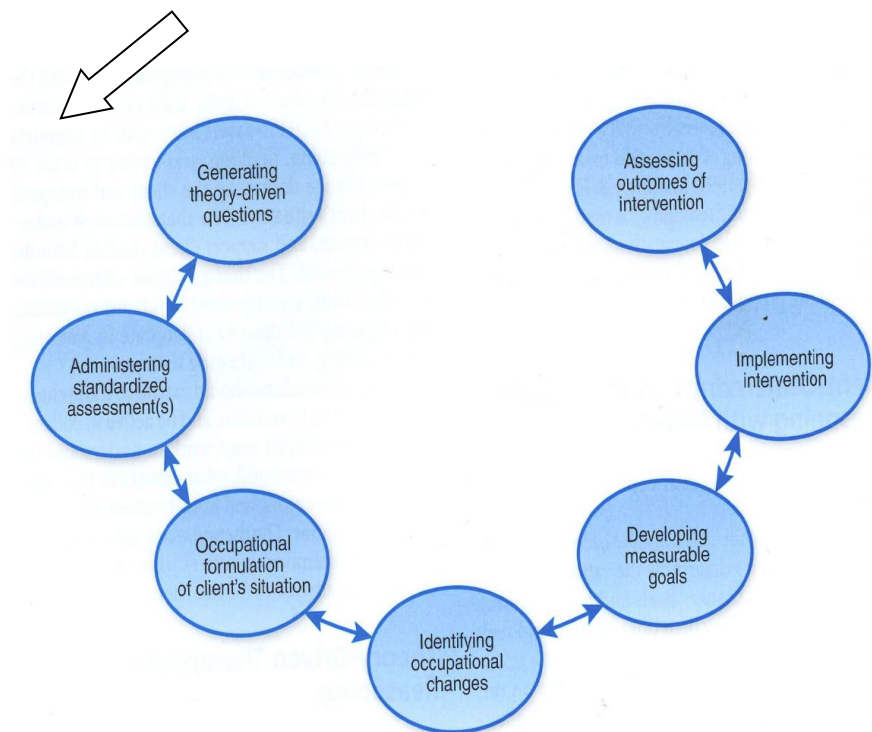 Generating
theory-driven
questions
Assessing
outcomes of
intervention
Administering
standardized
assessment(s)
Implementing
intervention
Occupational
formulation
of client's situation
Developing
measurable
goals
Identifying
occupational
changes